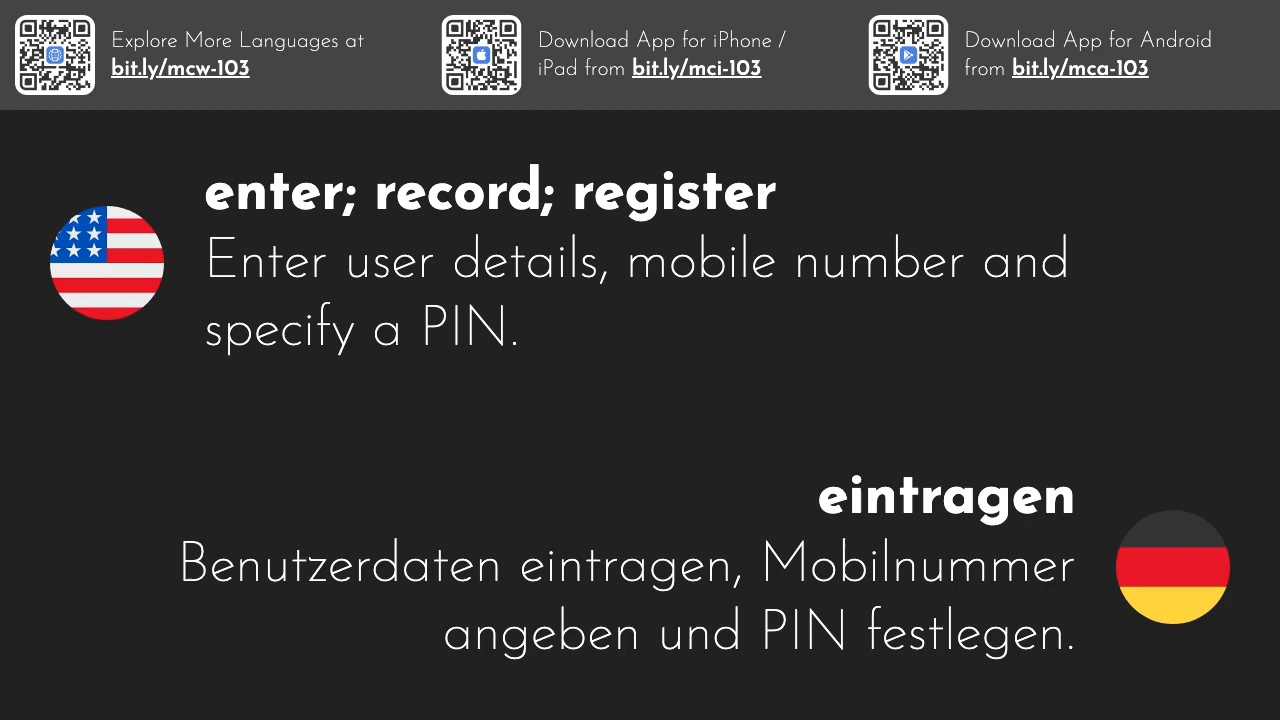 Explore More Languages at
bit.ly/mcw-103
Download App for iPhone /
iPad from bit.ly/mci-103
Download App for Android
from bit.ly/mca-103
enter; record; register
Enter user details, mobile number and
specify a PIN.
eintragen
Benutzerdaten eintragen, Mobilnummer
angeben und PIN festlegen.